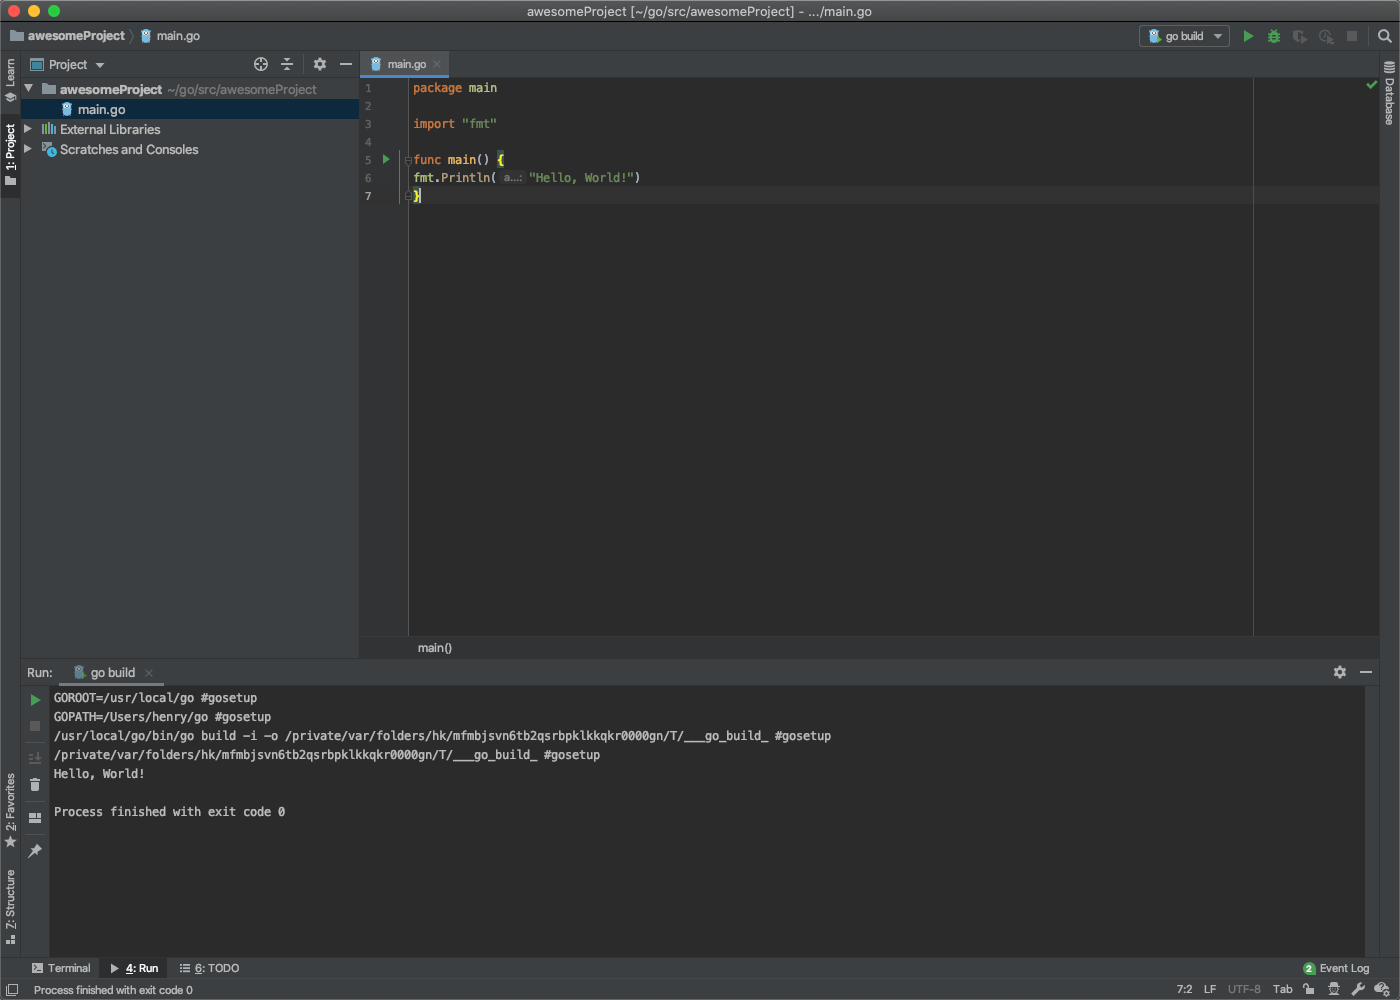 awesomeProject [~/go/src/awesomeProject] - .../main.go
awesomeProject main.go
go build
Learn
1: Project
Project
awesomeProject ~/go/src/awesomeProject
main.go
External Libraries
Scratches and Consoles
main.go
1 package main
2
3 import "fmt"
4
5 func main() {
6 fmt.Println( a...: "Hello, World!")
7 }
main()
Database
Run: go build
GOROOT=/usr/local/go #gosetup
GOPATH=/Users/henry/go #gosetup
/usr/local/go/bin/go build -i -o /private/var/folders/hk/mfmbjsvn6tb2qsrbpklkkqkr0000gn/T/___go_build_ #gosetup
/private/var/folders/hk/mfmbjsvn6tb2qsrbpklkkqkr0000gn/T/___go_build_ #gosetup
Hello, World!
Process finished with exit code 0
2: Favorites
Z: Structure
Terminal 4: Run 6: TODO 2 Event Log
Process finished with exit code 0 7:2 LF UTF-8 Tab